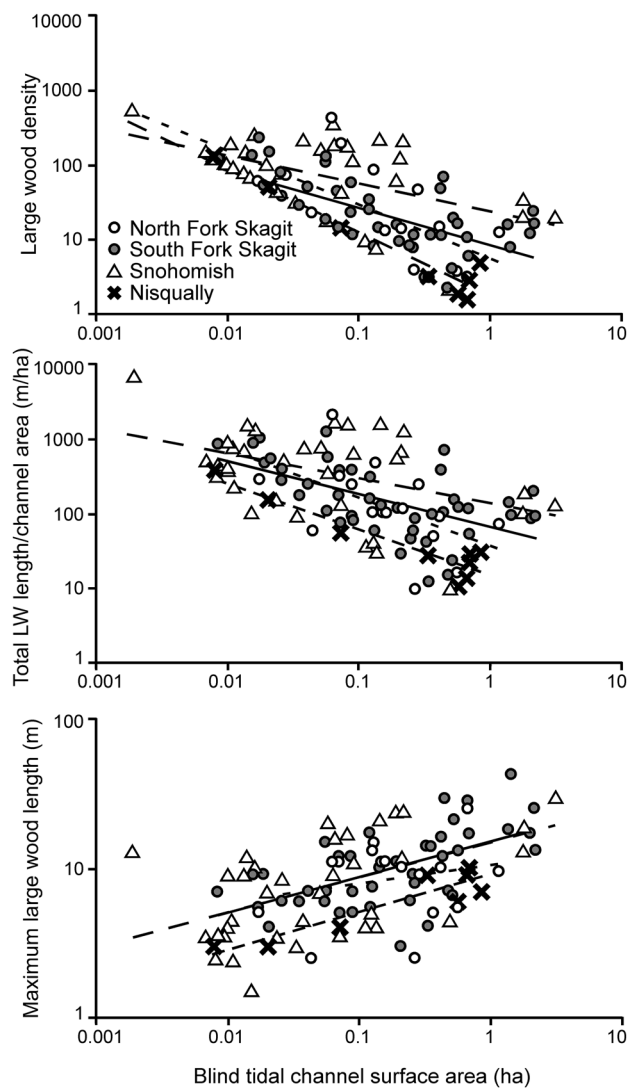 10000
1000
100
10
1
Large wood density
North Fork Skagit
South Fork Skagit
Snohomish
Nisqually
0.001 0.01 0.1 1 10
10000
1000
100
10
1
Total LW length/channel area (m/ha)
0.001 0.01 0.1 1 10
100
10
1
Maximum large wood length (m)
0.001 0.01 0.1 1 10
Blind tidal channel surface area (ha)